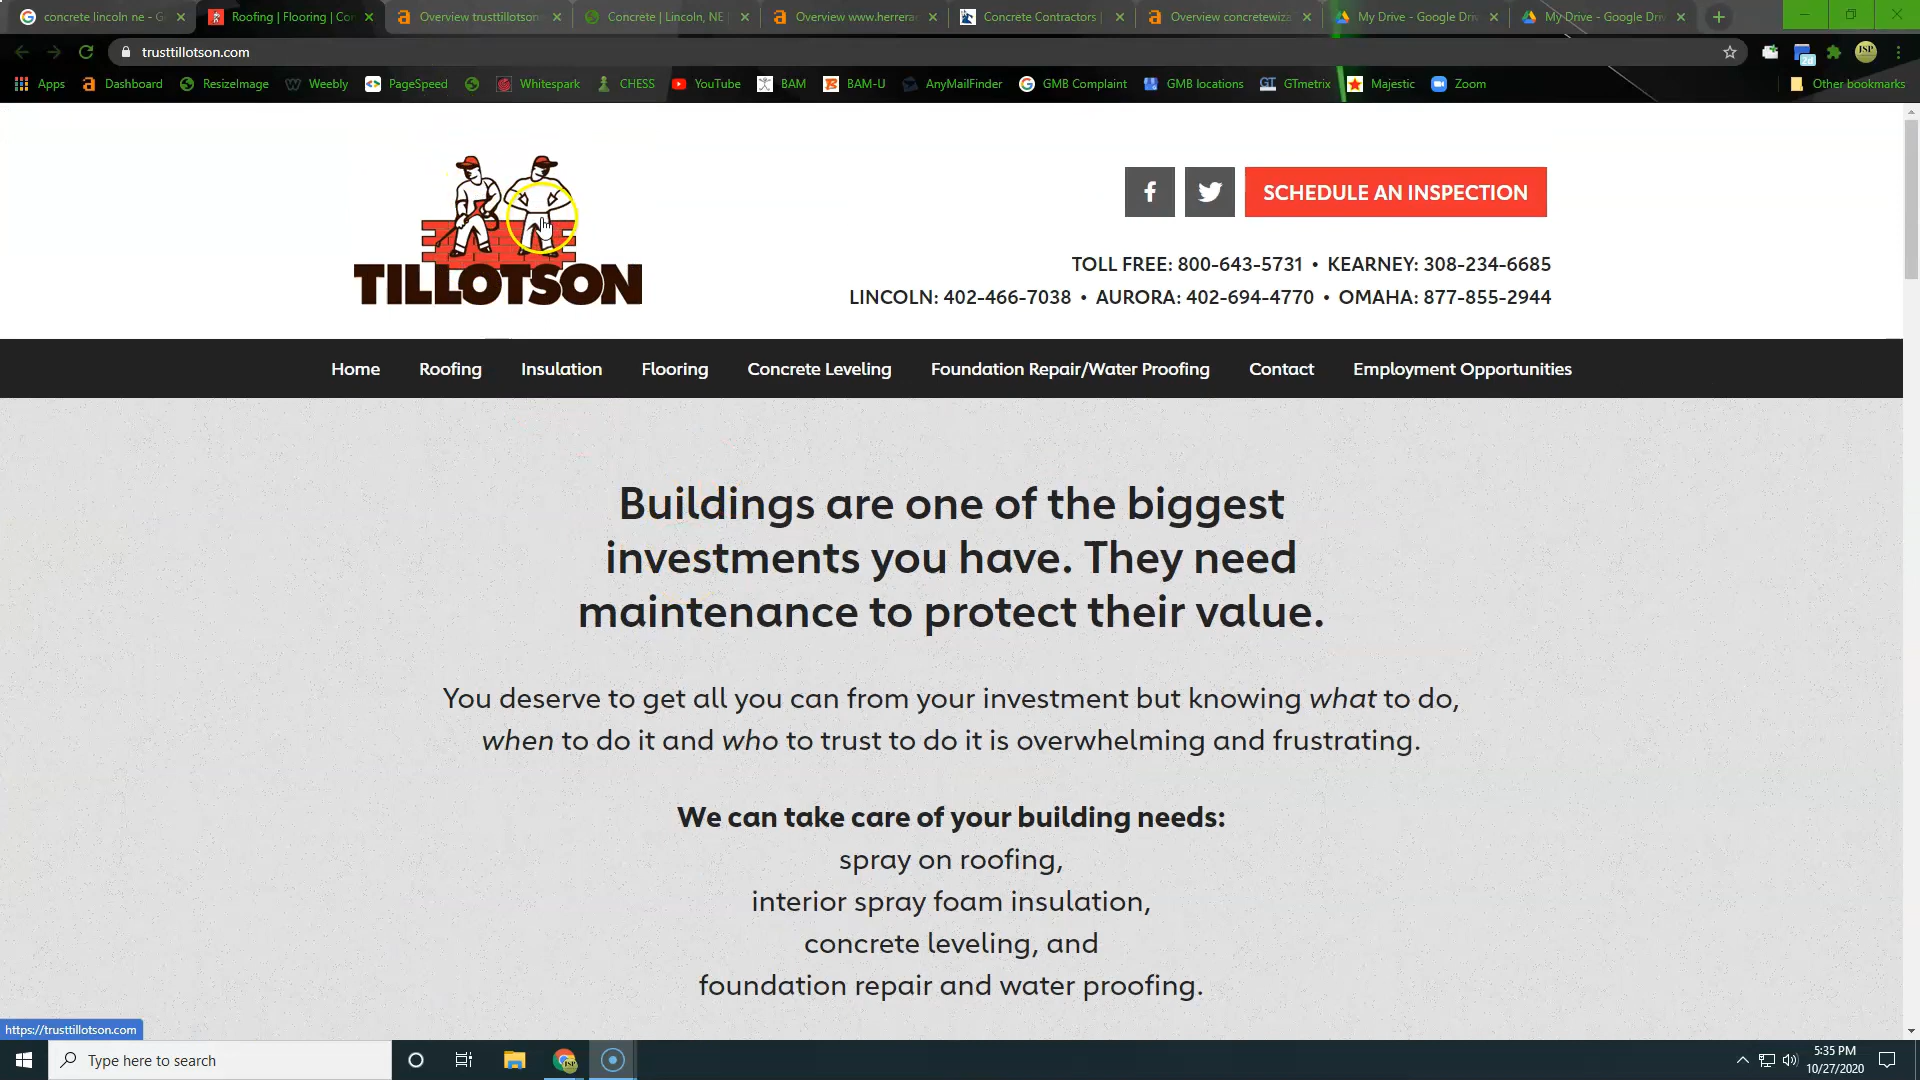 concrete lincoln ne - G
Roofing | Flooring | Co
Overview trusttillotson
Concrete | Lincoln, NE |
Overview www.herrera
Concrete Contractors |
Overview concretewiza
My Drive - Google Dri
My Drive - Google Dri
trusttillotson.com
JSP
2d
Apps
Dashboard
ResizeImage
Weebly
PageSpeed
Whitespark
CHESS
YouTube
BAM
BAM-U
AnyMailFinder
GMB Complaint
GMB locations
GTmetrix
Majestic
Zoom
Other bookmarks
TILLOTSON
SCHEDULE AN INSPECTION
TOLL FREE: 800-643-5731 • KEARNEY: 308-234-6685
LINCOLN: 402-466-7038 • AURORA: 402-694-4770 • OMAHA: 877-855-2944
Home Roofing Insulation Flooring Concrete Leveling Foundation Repair/Water Proofing Contact Employment Opportunities
Buildings are one of the biggest
investments you have. They need
maintenance to protect their value.
You deserve to get all you can from your investment but knowing what to do,
when to do it and who to trust to do it is overwhelming and frustrating.
We can take care of your building needs:
spray on roofing,
interior spray foam insulation,
concrete leveling, and
foundation repair and water proofing.
https://trusttillotson.com
Type here to search
5:35 PM
10/27/2020